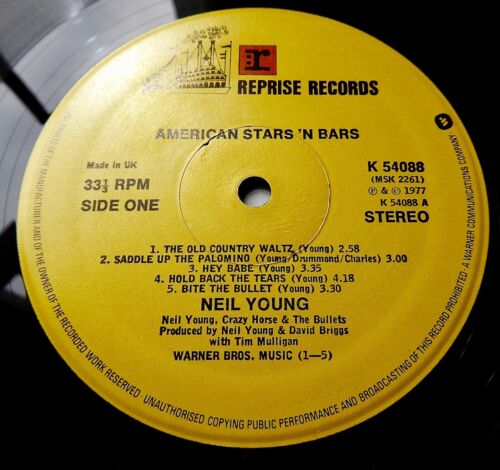 r
REPRISE RECORDS
AMERICAN STARS 'N BARS
Made in UK
33⅓ RPM
SIDE ONE
K 54088
(MSK 2261)
℗ & © 1977
K 54088 A
STEREO
1. THE OLD COUNTRY WALTZ (Young) 2.58
2. SADDLE UP THE PALOMINO (Young/Drummond/Charles) 3.00
3. HEY BABE (Young) 3.35
4. HOLD BACK THE TEARS (Young) 4.18
5. BITE THE BULLET (Young) 3.30
NEIL YOUNG
Neil Young, Crazy Horse & The Bullets
Produced by Neil Young & David Briggs
with Tim Mulligan
WARNER BROS. MUSIC (1—5)
OF THE MANUFACTURER AND OF THE OWNER OF THE RECORDED WORK RESERVED. UNAUTHORISED COPYING PUBLIC PERFORMANCE AND BROADCASTING OF THIS RECORD PROHIBITED. A WARNER COMMUNICATIONS COMPANY.